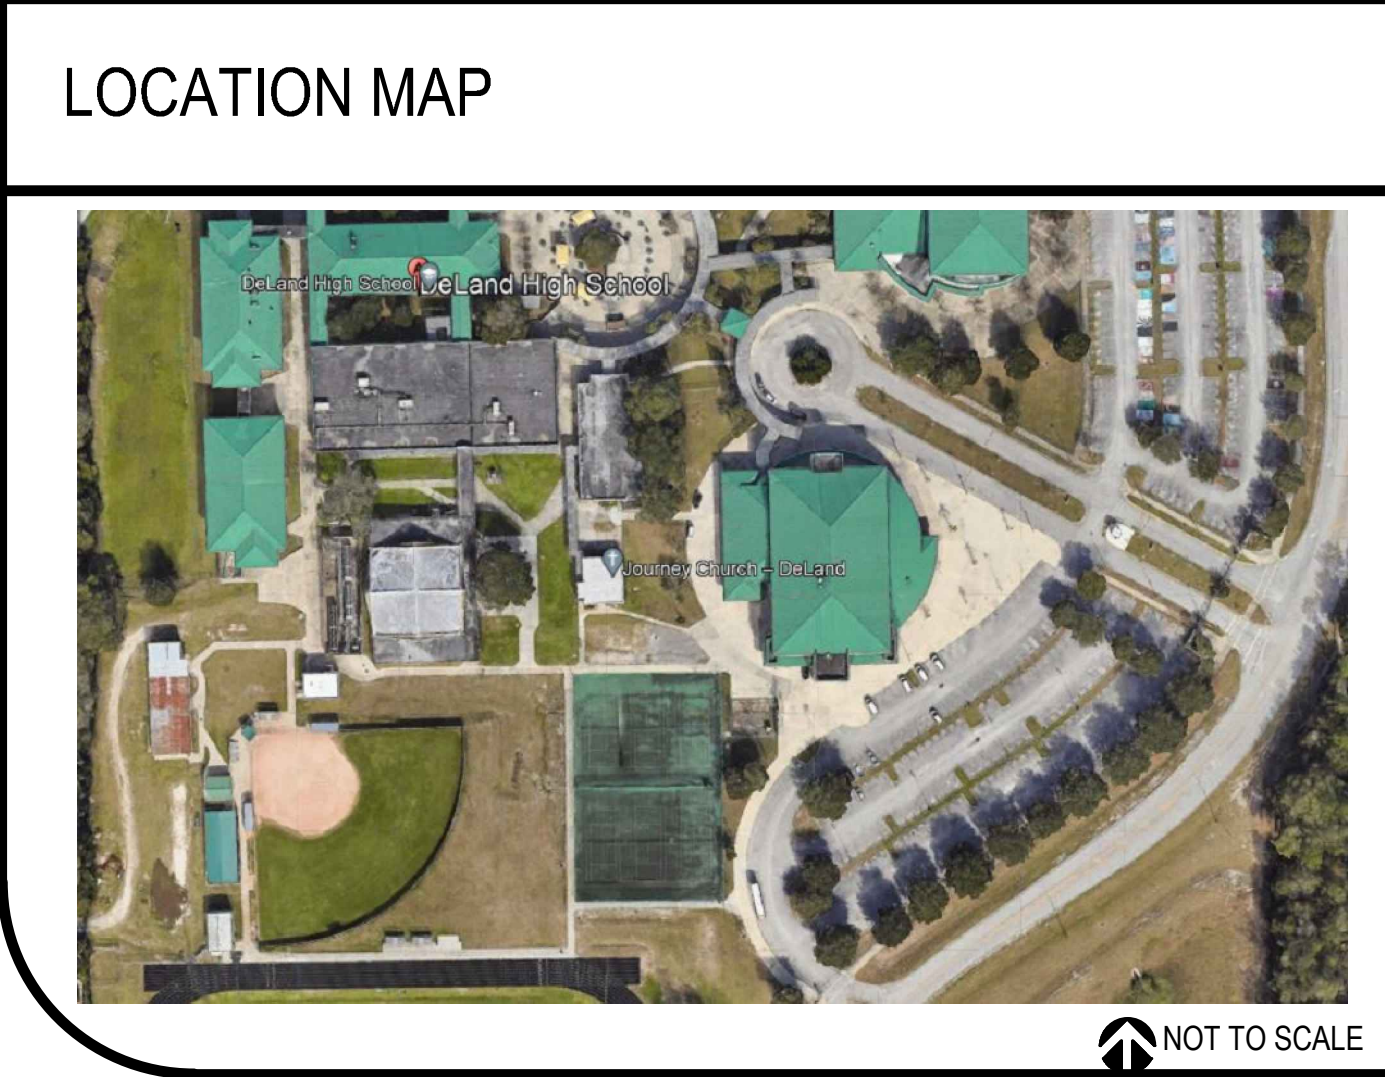 LOCATION MAP
DeLand High School
DeLand High School
Journey Church – DeLand
NOT TO SCALE